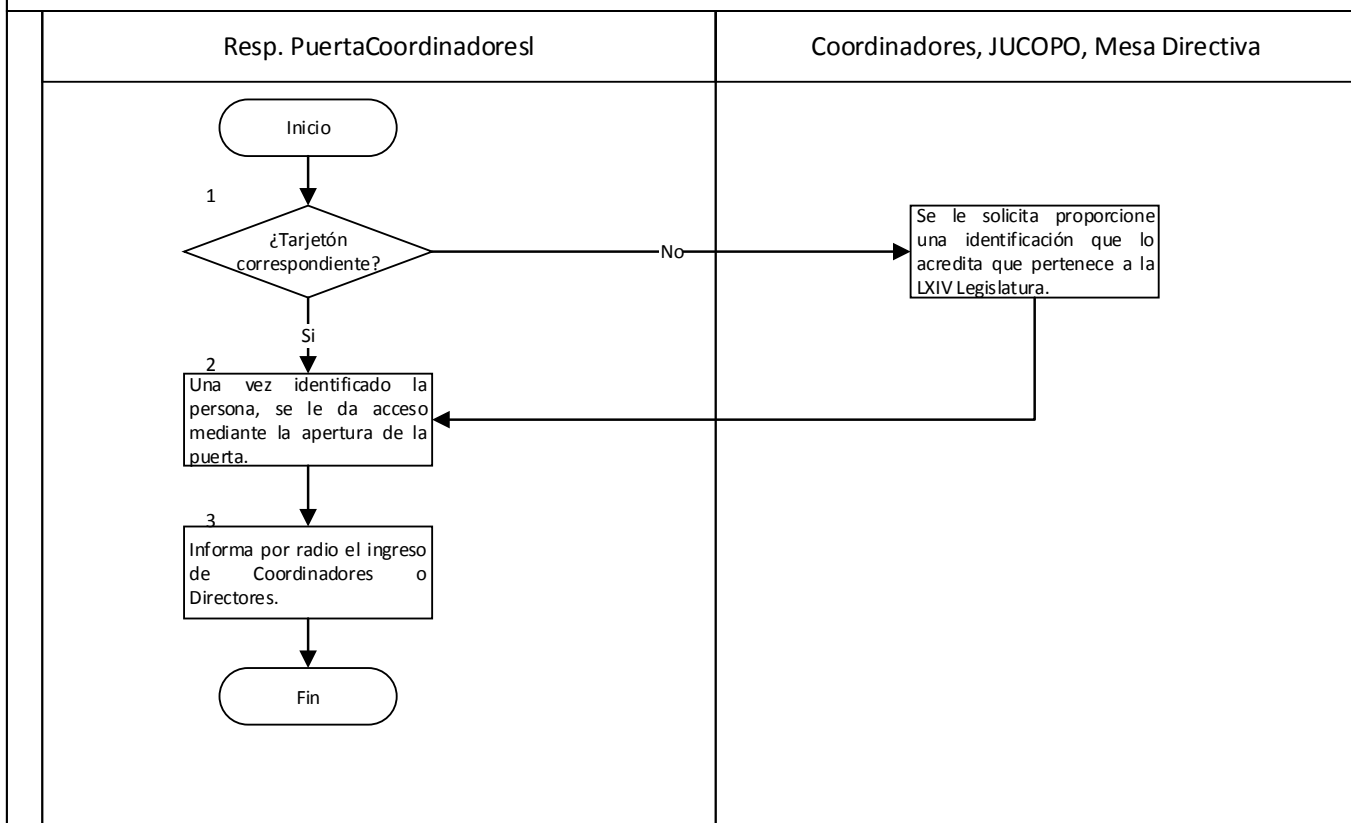 Resp. PuertaCoordinadoresl
Coordinadores, JUCOPO, Mesa Directiva
Inicio
1
¿Tarjetón
correspondiente?
No
Se le solicita proporcione
una identificación que lo
acredita que pertenece a la
LXIV Legislatura.
Si
2
Una vez identificado la
persona, se le da acceso
mediante la apertura de la
puerta.
3
Informa por radio el ingreso
de Coordinadores o
Directores.
Fin